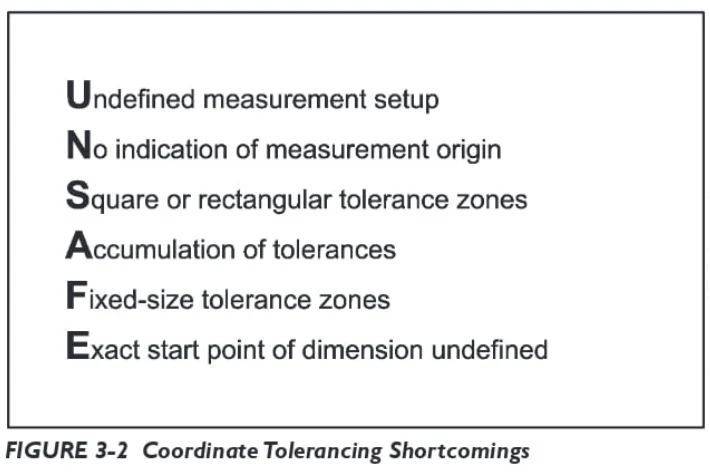 Undefined measurement setup
No indication of measurement origin
Square or rectangular tolerance zones
Accumulation of tolerances
Fixed-size tolerance zones
Exact start point of dimension undefined
FIGURE 3-2 Coordinate Tolerancing Shortcomings